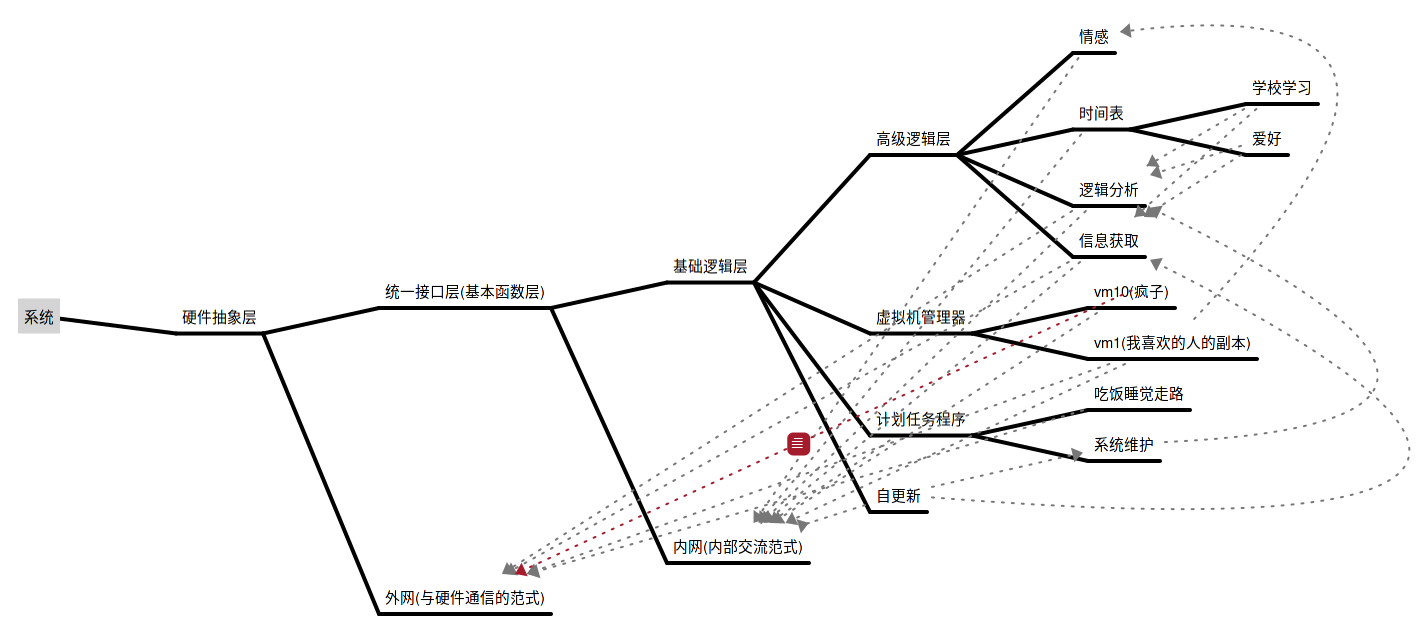 情感
学校学习
时间表
高级逻辑层
爱好
逻辑分析
信息获取
基础逻辑层
统一接口层(基本函数层)
vm10(疯子)
系统
硬件抽象层
虚拟机管理器
vm1(我喜欢的人的副本)
吃饭睡觉走路
计划任务程序
系统维护
自更新
内网(内部交流范式)
外网(与硬件通信的范式)